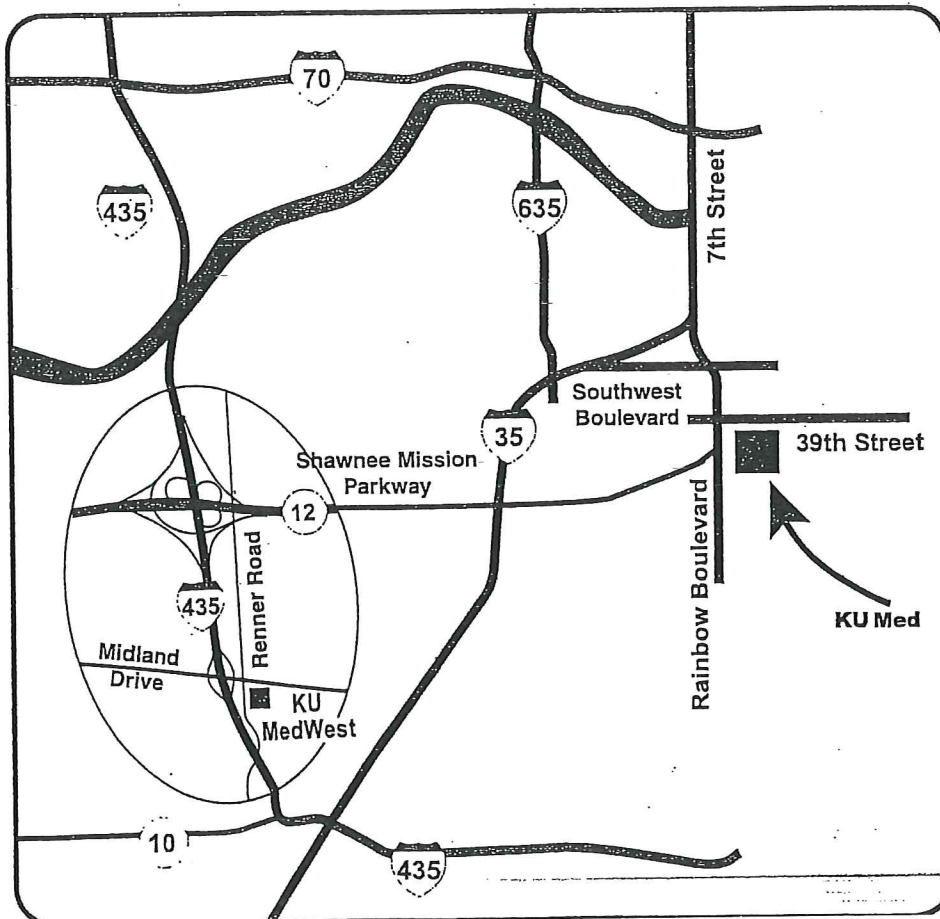 70
435
635
7th Street
Southwest
Boulevard
35
39th Street
Shawnee Mission
Parkway
12
Renner Road
435
Rainbow Boulevard
KU Med
Midland
Drive
KU
MedWest
10
435